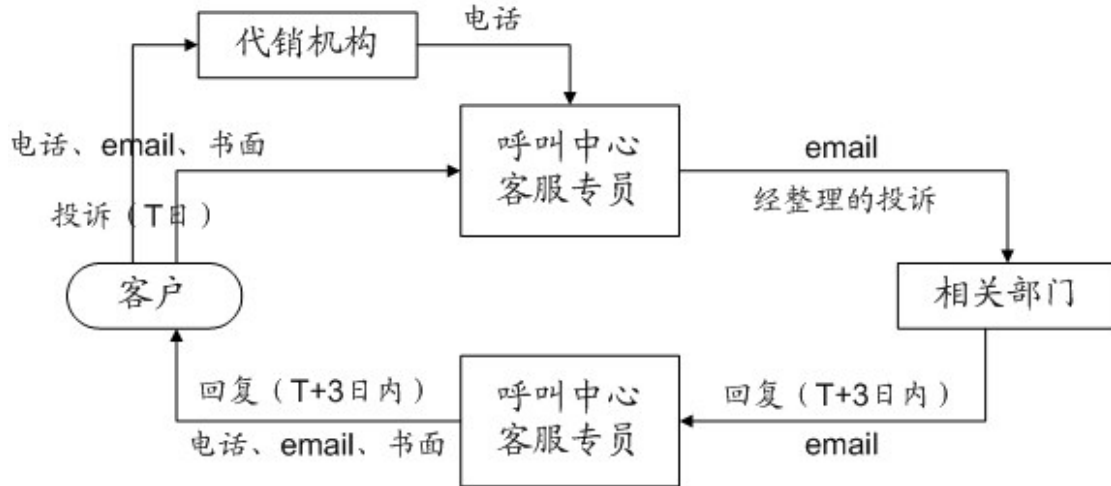 电话
代销机构
电话、email、书面
呼叫中心
客服专员
email
投诉（T日）
经整理的投诉
客户
相关部门
回复（T+3日内）
呼叫中心
客服专员
回复（T+3日内）
电话、email、书面
email